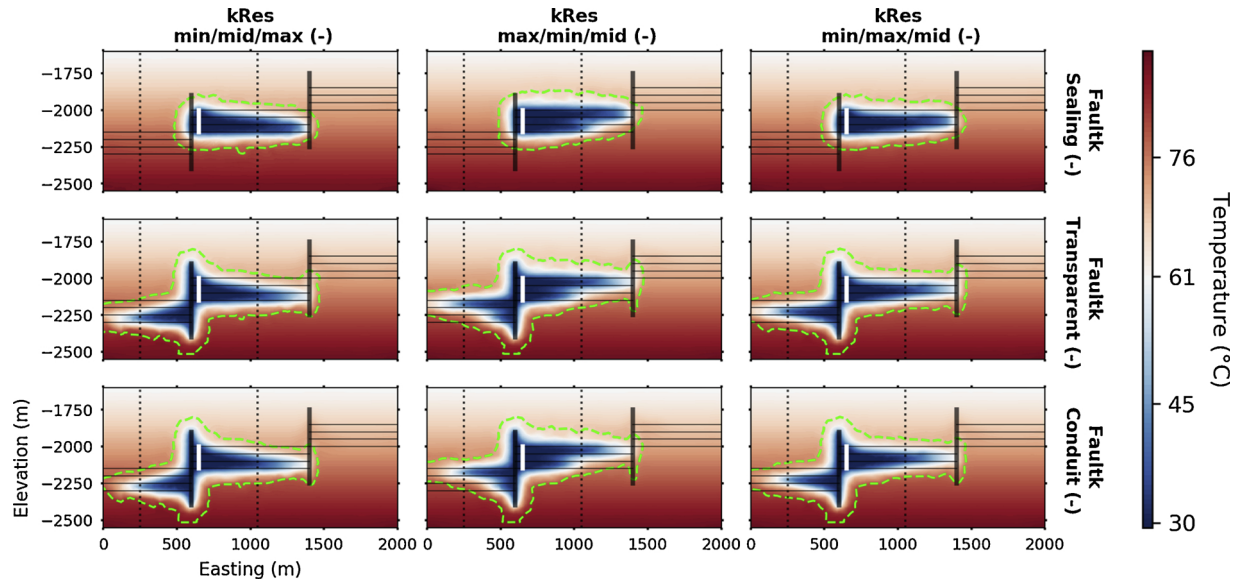 kRes
min/mid/max (-)
kRes
max/min/mid (-)
kRes
min/max/mid (-)
−1750
−2000
−2250
−2500
Faultk
Sealing (-)
−1750
−2000
−2250
−2500
Faultk
Transparent (-)
−1750
−2000
−2250
−2500
Faultk
Conduit (-)
Elevation (m)
0 500 1000 1500 2000
0 500 1000 1500 2000
0 500 1000 1500 2000
Easting (m)
76
61
45
30
Temperature (°C)